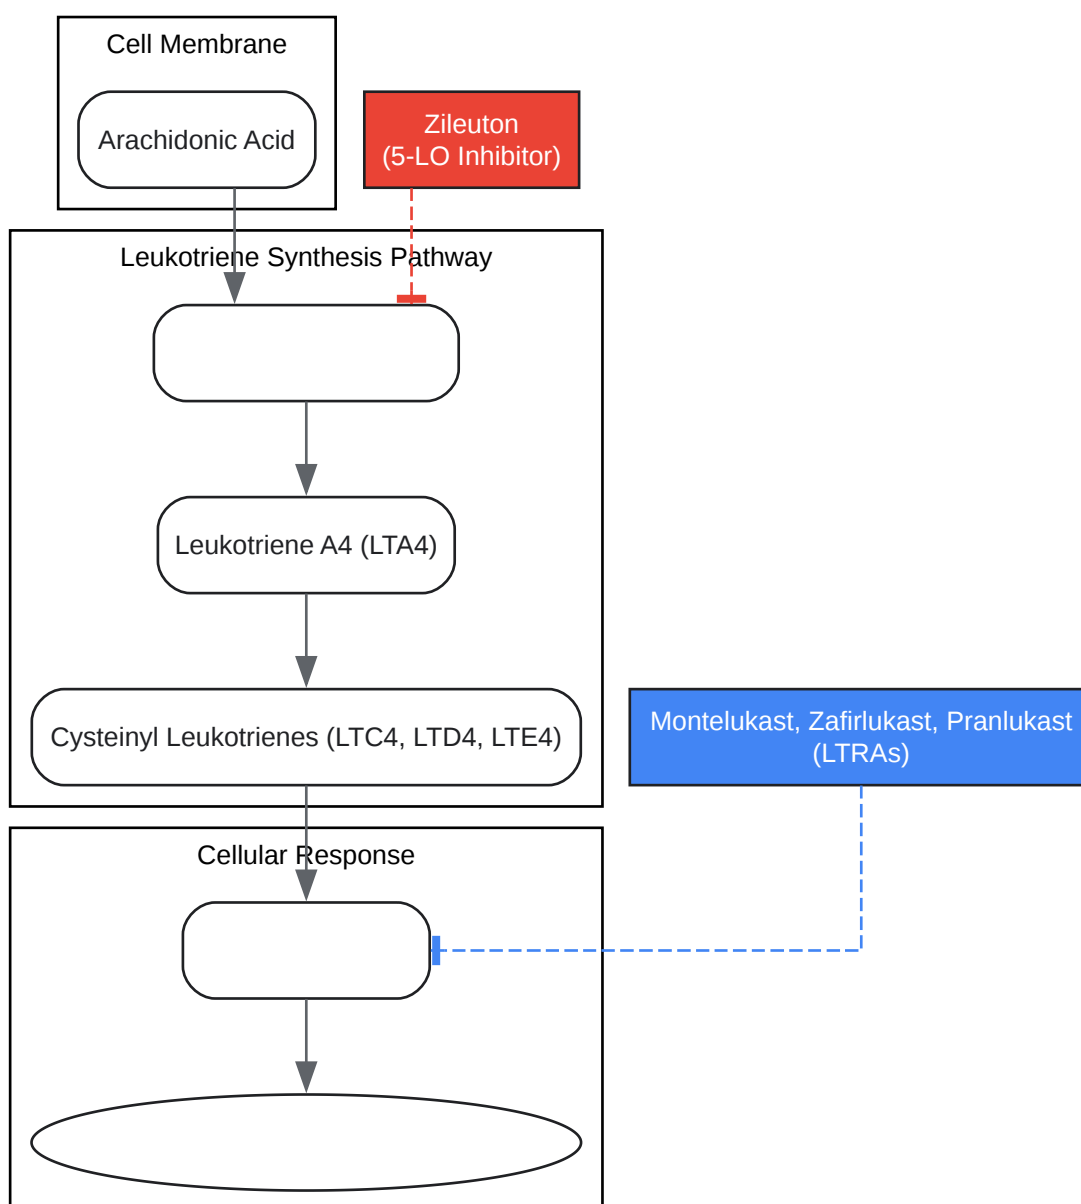 Cell Membrane
Arachidonic Acid
Zileuton
(5-LO Inhibitor)
Leukotriene Synthesis Pathway
Leukotriene A4 (LTA4)
Cysteinyl Leukotrienes (LTC4, LTD4, LTE4)
Montelukast, Zafirlukast, Pranlukast
(LTRAs)
Cellular Response